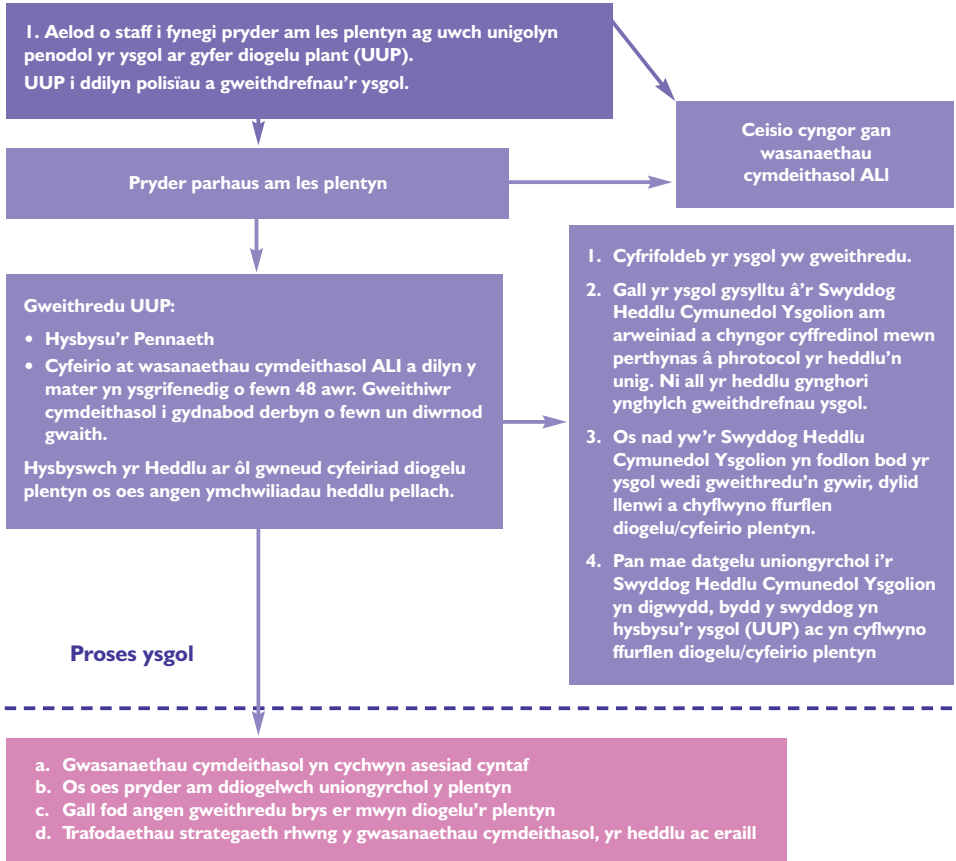 1. Aelod o staff i fynegi pryder am les plentyn ag uwch unigolyn
penodol yr ysgol ar gyfer diogelu plant (UUP).
UUP i ddilyn polisïau a gweithdrefnau'r ysgol.
Ceisio cyngor gan
wasanaethau
cymdeithasol ALl
Pryder parhaus am les plentyn
Gweithredu UUP:
• Hysbysu'r Pennaeth
• Cyfeirio at wasanaethau cymdeithasol ALI a dilyn y
mater yn ysgrifenedig o fewn 48 awr. Gweithiwr
cymdeithasol i gydnabod derbyn o fewn un diwrnod
gwaith.
Hysbyswch yr Heddlu ar ôl gwneud cyfeiriad diogelu
plentyn os oes angen ymchwiliadau heddlu pellach.
1. Cyfrifoldeb yr ysgol yw gweithredu.
2. Gall yr ysgol gysylltu â'r Swyddog
Heddlu Cymunedol Ysgolion am
arweiniad a chyngor cyffredinol mewn
perthynas â phrotocol yr heddlu'n
unig. Ni all yr heddlu gynghori
ynghylch gweithdrefnau ysgol.
3. Os nad yw'r Swyddog Heddlu
Cymunedol Ysgolion yn fodlon bod yr
ysgol wedi gweithredu'n gywir, dylid
llenwi a chyflwyno ffurflen
diogelu/cyfeirio plentyn.
4. Pan mae datgelu uniongyrchol i'r
Swyddog Heddlu Cymunedol Ysgolion
yn digwydd, bydd y swyddog yn
hysbysu'r ysgol (UUP) ac yn cyflwyno
ffurflen diogelu/cyfeirio plentyn
Proses ysgol
a. Gwasanaethau cymdeithasol yn cychwyn asesiad cyntaf
b. Os oes pryder am ddiogelwch uniongyrchol y plentyn
c. Gall fod angen gweithredu brys er mwyn diogelu'r plentyn
d. Trafodaethau strategaeth rhwng y gwasanaethau cymdeithasol, yr heddlu ac eraill